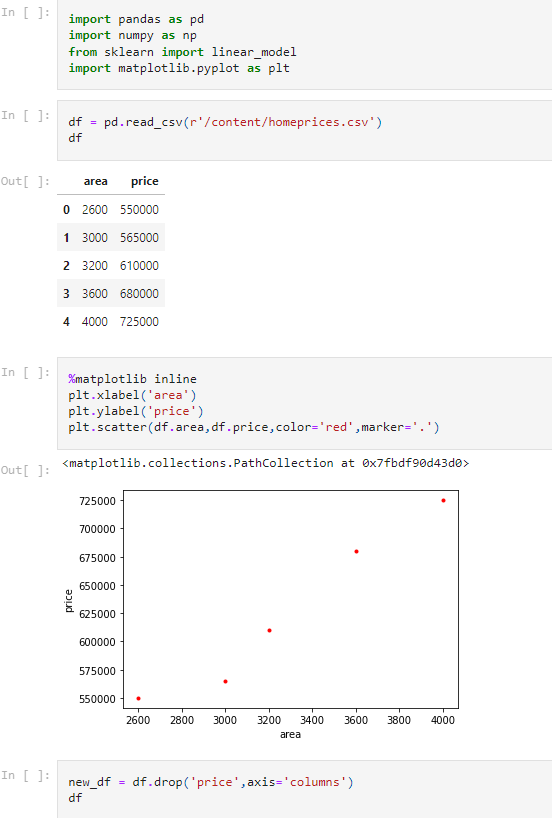 In [ ]:
import pandas as pd
import numpy as np
from sklearn import linear_model
import matplotlib.pyplot as plt
In [ ]:
df = pd.read_csv(r'/content/homeprices.csv')
df
Out[ ]:
area price
0 2600 550000
1 3000 565000
2 3200 610000
3 3600 680000
4 4000 725000
In [ ]:
%matplotlib inline
plt.xlabel('area')
plt.ylabel('price')
plt.scatter(df.area,df.price,color='red',marker='.')
Out[ ]:
<matplotlib.collections.PathCollection at 0x7fbdf90d43d0>
725000
700000
675000
650000
625000
600000
575000
550000
price
2600 2800 3000 3200 3400 3600 3800 4000
area
In [ ]:
new_df = df.drop('price',axis='columns')
df